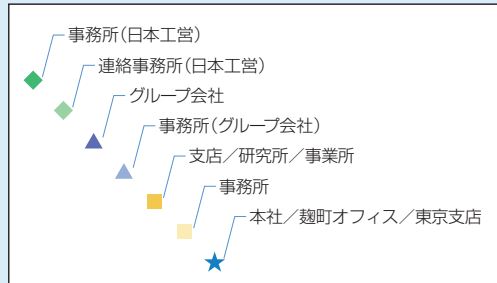 事務所（日本工営）
連絡事務所（日本工営）
グループ会社
事務所（グループ会社）
支店／研究所／事業所
事務所
本社／麹町オフィス／東京支店